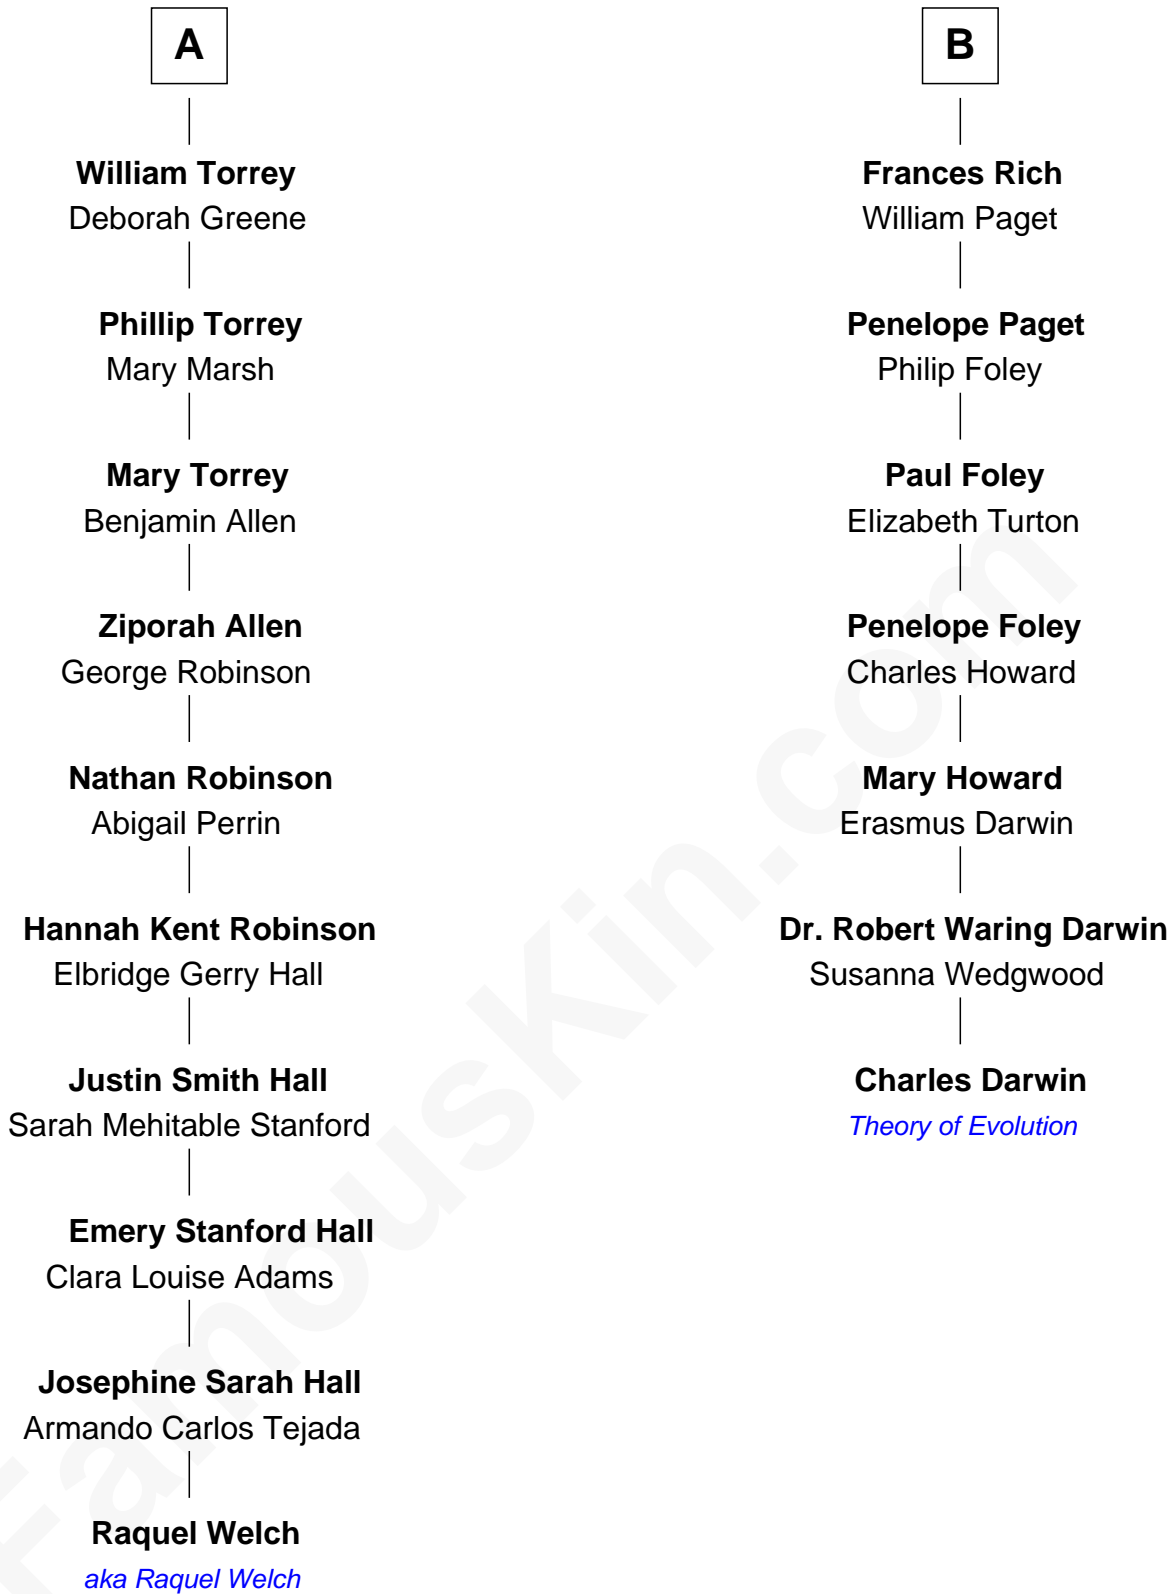 A
William Torrey
Deborah Greene
Phillip Torrey
Mary Marsh
Mary Torrey
Benjamin Allen
Ziporah Allen
George Robinson
Nathan Robinson
Abigail Perrin
Hannah Kent Robinson
Elbridge Gerry Hall
Justin Smith Hall
Sarah Mehitable Stanford
Emery Stanford Hall
Clara Louise Adams
Josephine Sarah Hall
Armando Carlos Tejada
Raquel Welch
aka Raquel Welch
B
Frances Rich
William Paget
Penelope Paget
Philip Foley
Paul Foley
Elizabeth Turton
Penelope Foley
Charles Howard
Mary Howard
Erasmus Darwin
Dr. Robert Waring Darwin
Susanna Wedgwood
Charles Darwin
Theory of Evolution
FamousKin.com